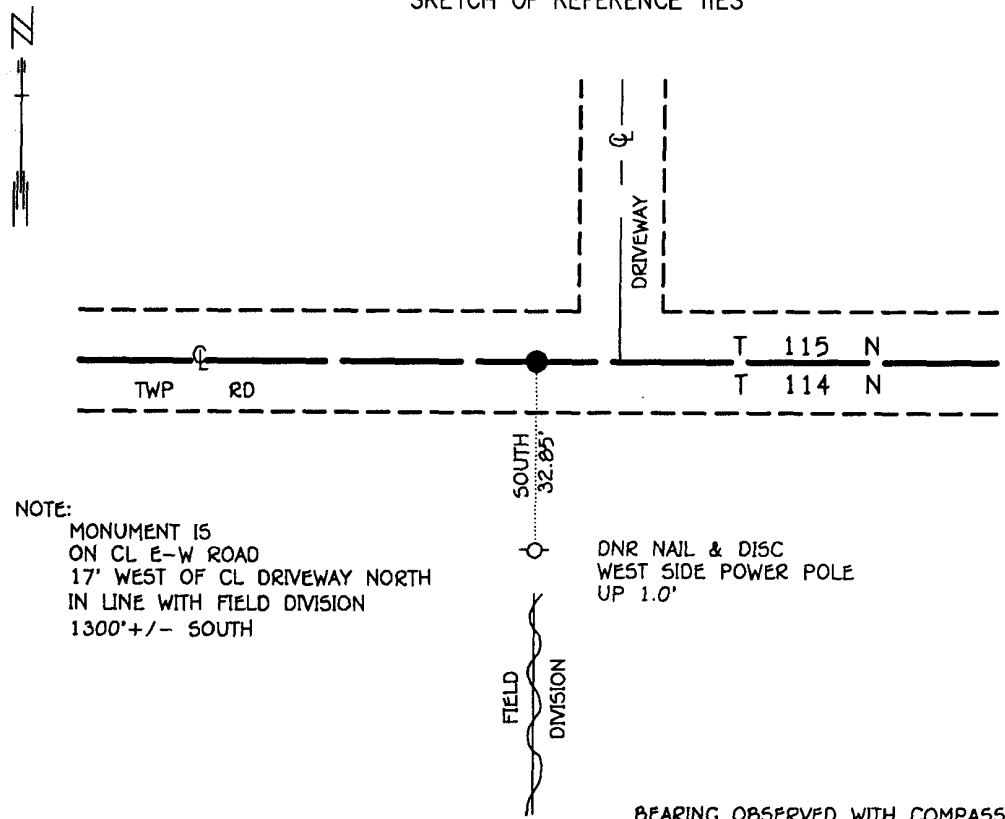 SKETCH OF REFERENCE TIES
N
CL
DRIVEWAY
CL
T 115 N
TWP RD
T 114 N
SOUTH
32.85'
NOTE:
MONUMENT IS
ON CL E-W ROAD
17' WEST OF CL DRIVEWAY NORTH
IN LINE WITH FIELD DIVISION
1300'+/- SOUTH
DNR NAIL & DISC
WEST SIDE POWER POLE
UP 1.0'
FIELD
DIVISION
BEARING OBSERVED WITH COMPASS